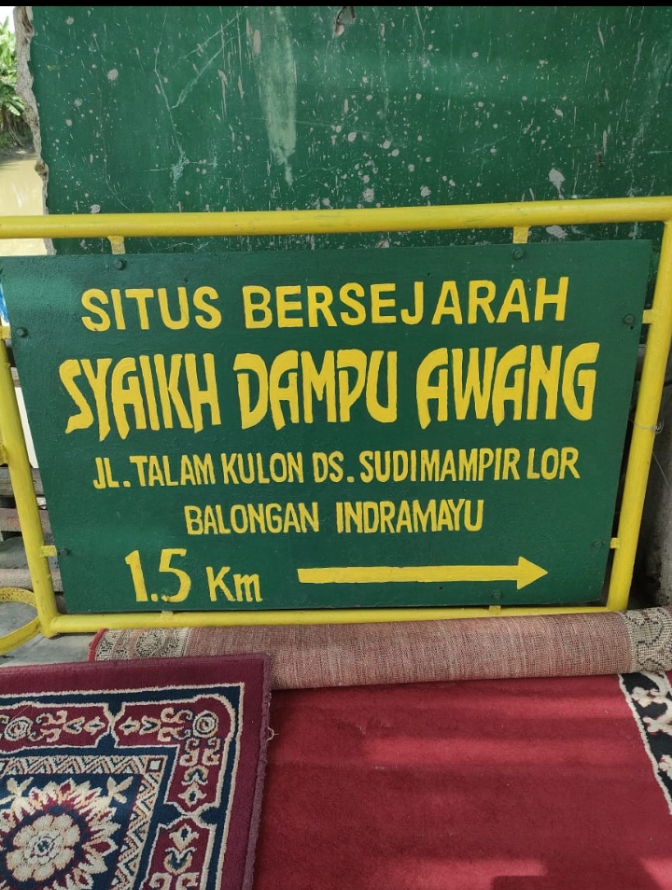 SITUS BERSEJARAH
SYAIKH DAMPU AWANG
JL. TALAM KULON DS. SUDIMAMPIR LOR
BALONGAN INDRAMAYU
1.5 Km